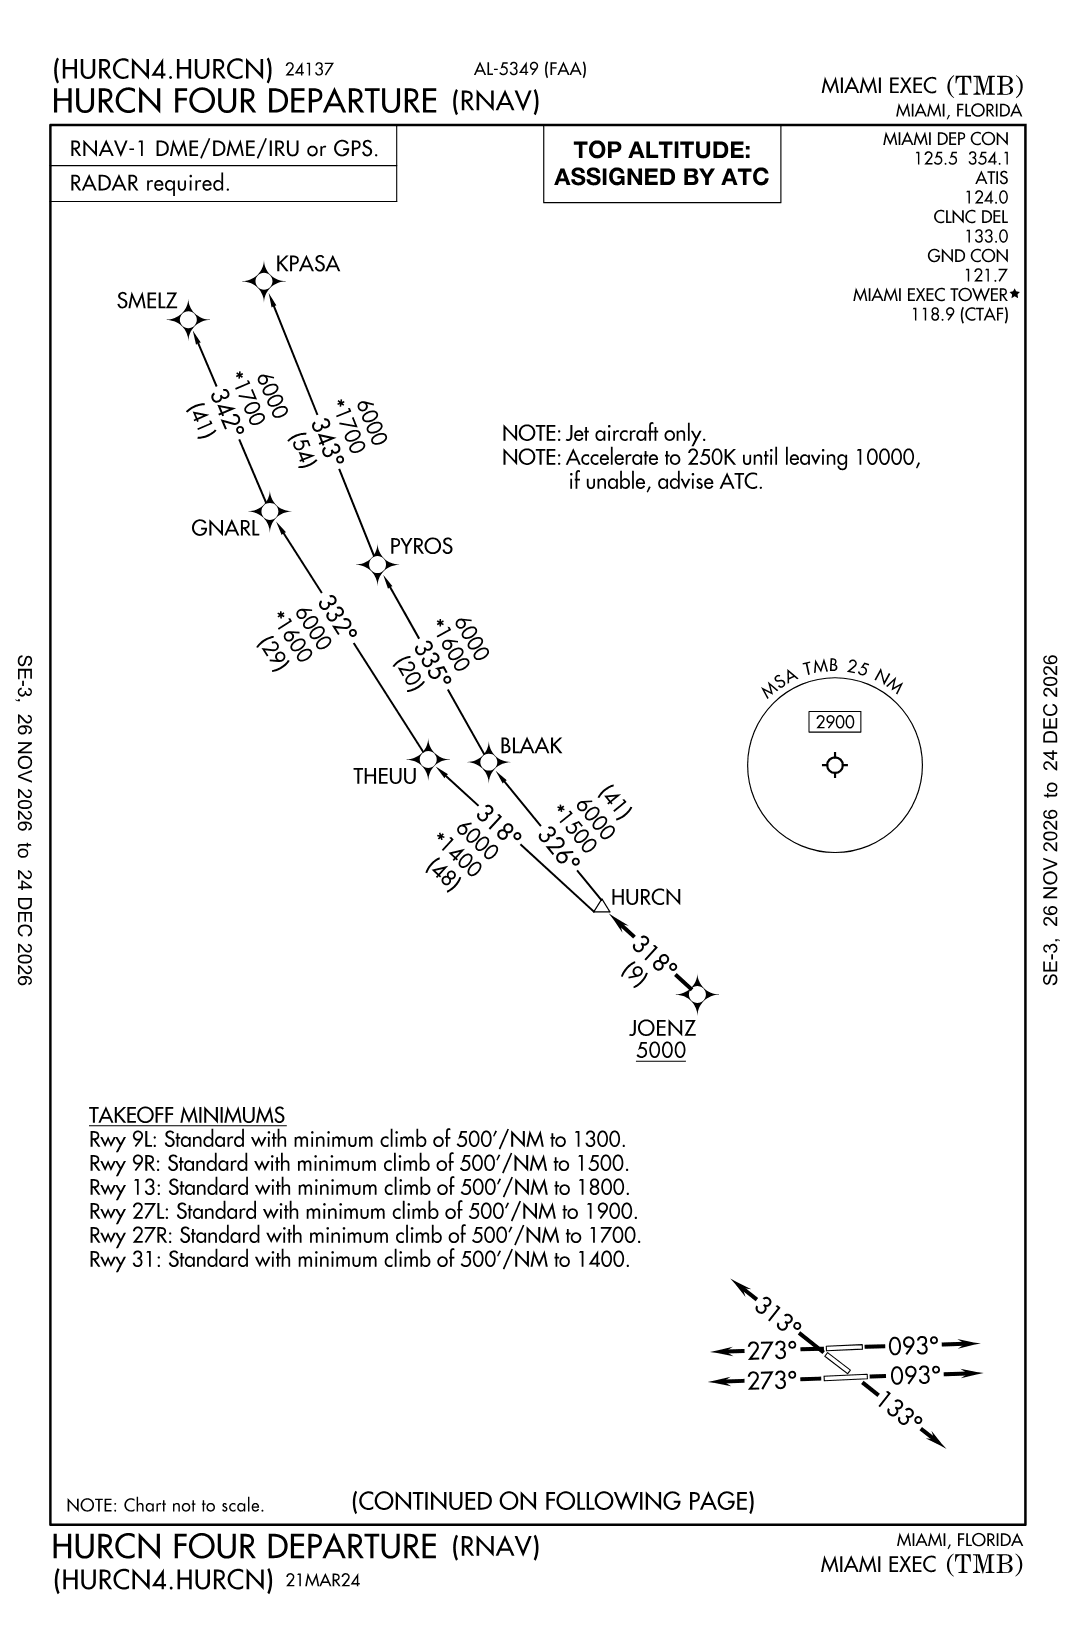 (HURCN4.HURCN) 24137
AL-5349 (FAA)
HURCN FOUR DEPARTURE (RNAV)
MIAMI EXEC (TMB)
MIAMI, FLORIDA
RNAV-1 DME/DME/IRU or GPS.
RADAR required.
TOP ALTITUDE:
ASSIGNED BY ATC
MIAMI DEP CON
125.5 354.1
ATIS
124.0
CLNC DEL
133.0
GND CON
121.7
MIAMI EXEC TOWER★
118.9 (CTAF)
KPASA
SMELZ
6000
*1700
342°
(41)
6000
*1700
343°
(54)
NOTE: Jet aircraft only.
NOTE: Accelerate to 250K until leaving 10000,
if unable, advise ATC.
GNARL
PYROS
332°
6000
*1600
(29)
6000
*1600
335°
(20)
MSA TMB 25 NM
2900
BLAAK
THEUU
318°
6000
*1400
(48)
(41)
6000
*1500
326°
HURCN
318°
(9)
JOENZ
5000
TAKEOFF MINIMUMS
Rwy 9L: Standard with minimum climb of 500'/NM to 1300.
Rwy 9R: Standard with minimum climb of 500'/NM to 1500.
Rwy 13: Standard with minimum climb of 500'/NM to 1800.
Rwy 27L: Standard with minimum climb of 500'/NM to 1900.
Rwy 27R: Standard with minimum climb of 500'/NM to 1700.
Rwy 31: Standard with minimum climb of 500'/NM to 1400.
313°
273°
093°
273°
093°
133°
NOTE: Chart not to scale.
(CONTINUED ON FOLLOWING PAGE)
HURCN FOUR DEPARTURE (RNAV)
(HURCN4.HURCN) 21MAR24
MIAMI, FLORIDA
MIAMI EXEC (TMB)
SE-3, 26 NOV 2026 to 24 DEC 2026
SE-3, 26 NOV 2026 to 24 DEC 2026